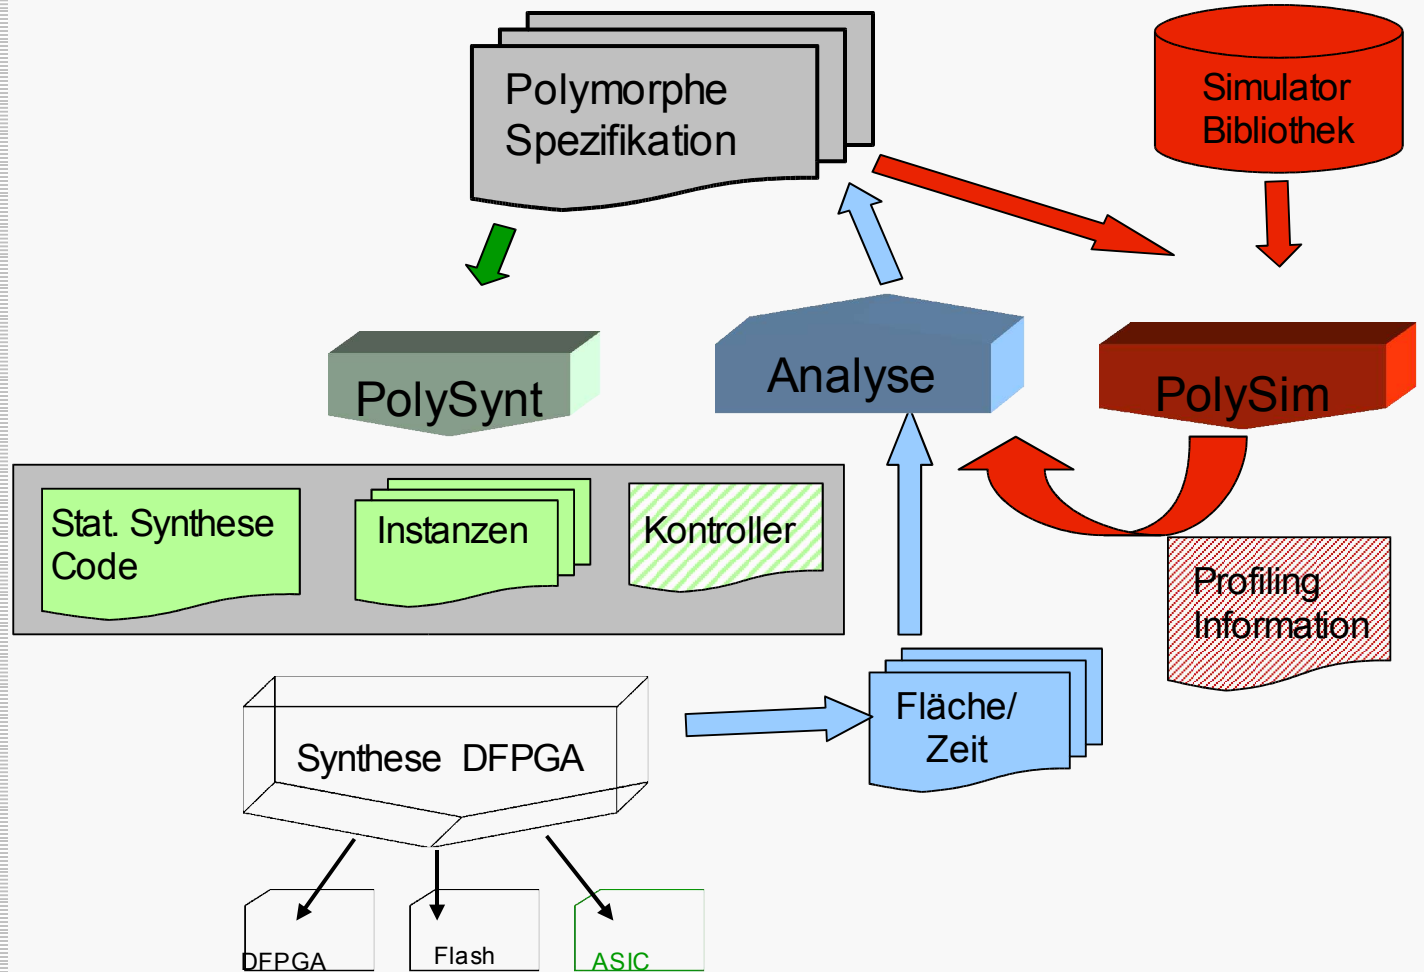 Polymorphe
Spezifikation
Simulator
Bibliothek
PolySynt
Analyse
PolySim
Stat. Synthese
Code
Instanzen
Kontroller
Profiling
Information
Fläche/
Zeit
Synthese DFPGA
DFPGA
Flash
ASIC